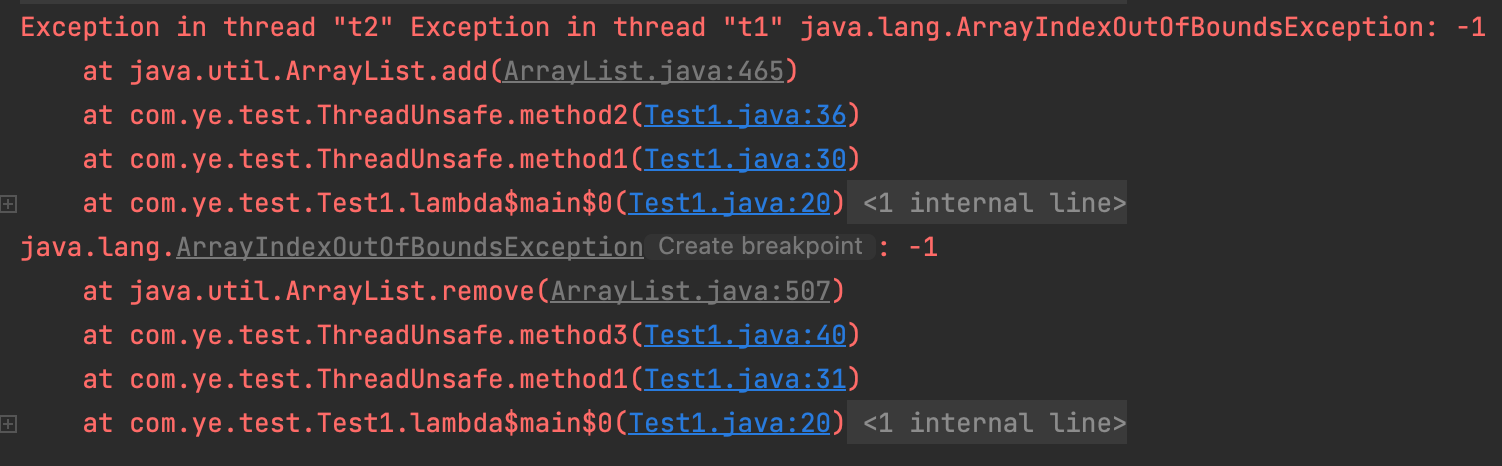 Exception in thread "t2" Exception in thread "t1" java.lang.ArrayIndexOutOfBoundsException: -1
at java.util.ArrayList.add(ArrayList.java:465)
at com.ye.test.ThreadUnsafe.method2(Test1.java:36)
at com.ye.test.ThreadUnsafe.method1(Test1.java:30)
at com.ye.test.Test1.lambda$main$0(Test1.java:20) <1 internal line>
java.lang.ArrayIndexOutOfBoundsException Create breakpoint : -1
at java.util.ArrayList.remove(ArrayList.java:507)
at com.ye.test.ThreadUnsafe.method3(Test1.java:40)
at com.ye.test.ThreadUnsafe.method1(Test1.java:31)
at com.ye.test.Test1.lambda$main$0(Test1.java:20) <1 internal line>